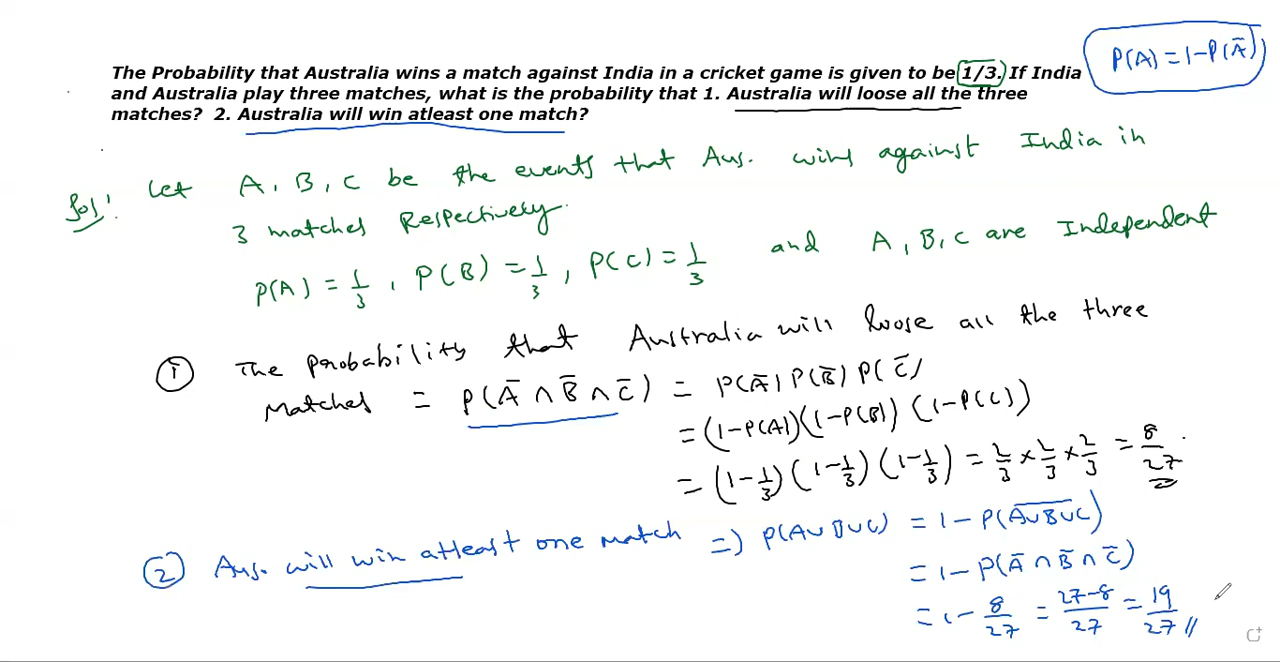 P(A) = 1 - P(Ā)
The Probability that Australia wins a match against India in a cricket game is given to be 1/3. If India
and Australia play three matches, what is the probability that 1. Australia will loose all the three
matches? 2. Australia will win atleast one match?
Sol: Let A, B, C be the events that Aus. wins against India in
3 matches Respectively.
P(A) = 1/3, P(B) = 1/3, P(C) = 1/3 and A, B, C are Independent
① The probability that Australia will loose all the three
Matches = P(Ā ∩ B̄ ∩ C̄) = P(Ā) P(B̄) P(C̄)
= (1-P(A)) (1-P(B)) (1-P(C))
= (1-1/3) (1-1/3) (1-1/3) = 2/3 × 2/3 × 2/3 = 8/27.
② Aus. will win atleast one match => P(A∪B∪C) = 1 - P(A̅∪̅B̅∪̅C̅)
= 1 - P(Ā ∩ B̄ ∩ C̄)
= 1 - 8/27 = 27-8/27 = 19/27 //